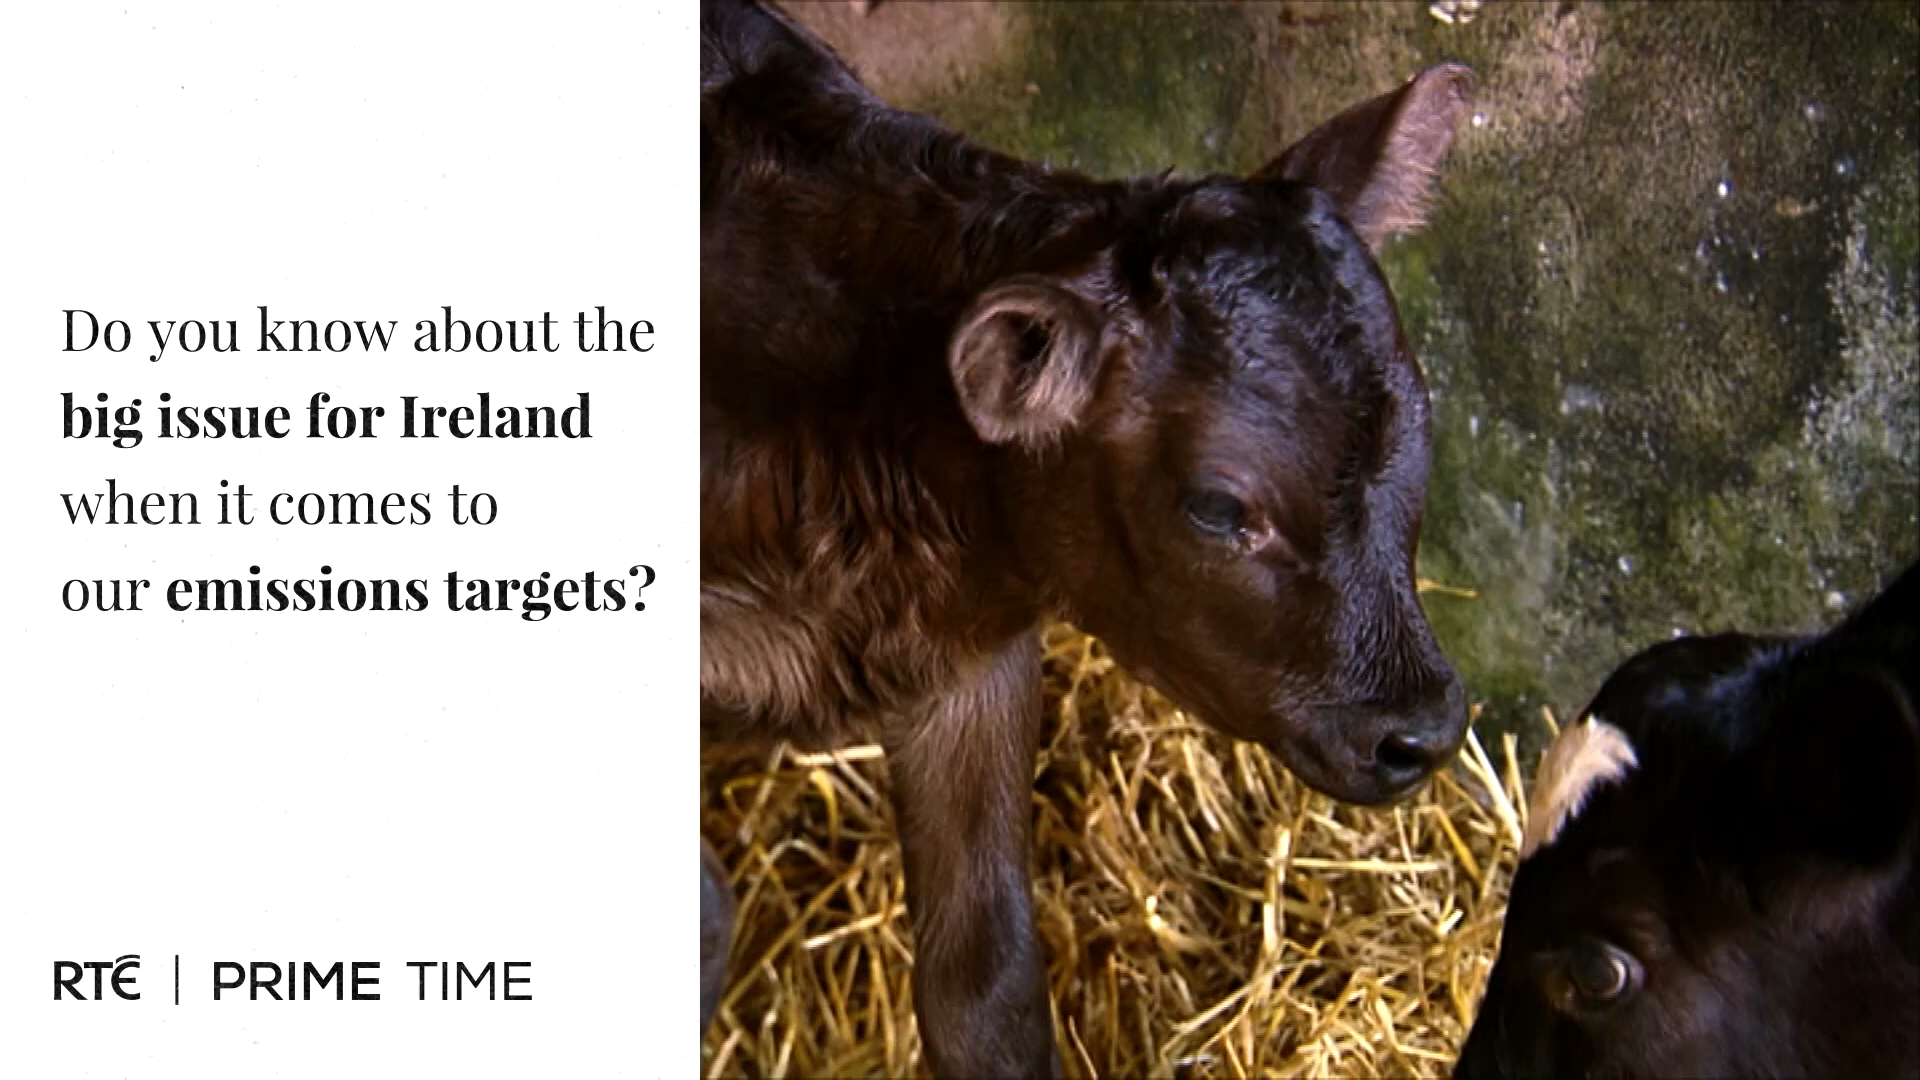 Do you know about the
big issue for Ireland
when it comes to
our emissions targets?
RTÉ | PRIME TIME